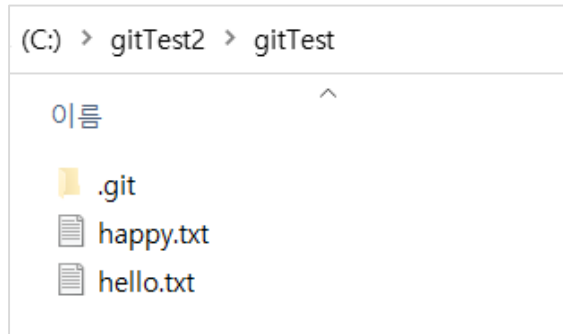 (C:) > gitTest2 > gitTest
이름
.git
happy.txt
hello.txt